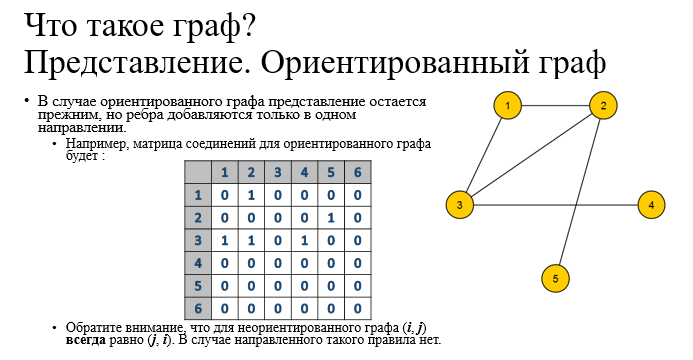 Что такое граф?
Представление. Ориентированный граф
• В случае ориентированного графа представление остается
прежним, но ребра добавляются только в одном
направлении.
• Например, матрица соединений для ориентированного графа
будет :
1 2 3 4 5 6
1 0 1 0 0 0 0
2 0 0 0 0 1 0
3 1 1 0 1 0 0
4 0 0 0 0 0 0
5 0 0 0 0 0 0
6 0 0 0 0 0 0
• Обратите внимание, что для неориентированного графа (i, j)
всегда равно (j, i). В случае направленного такого правила нет.
1 2
3 4
5